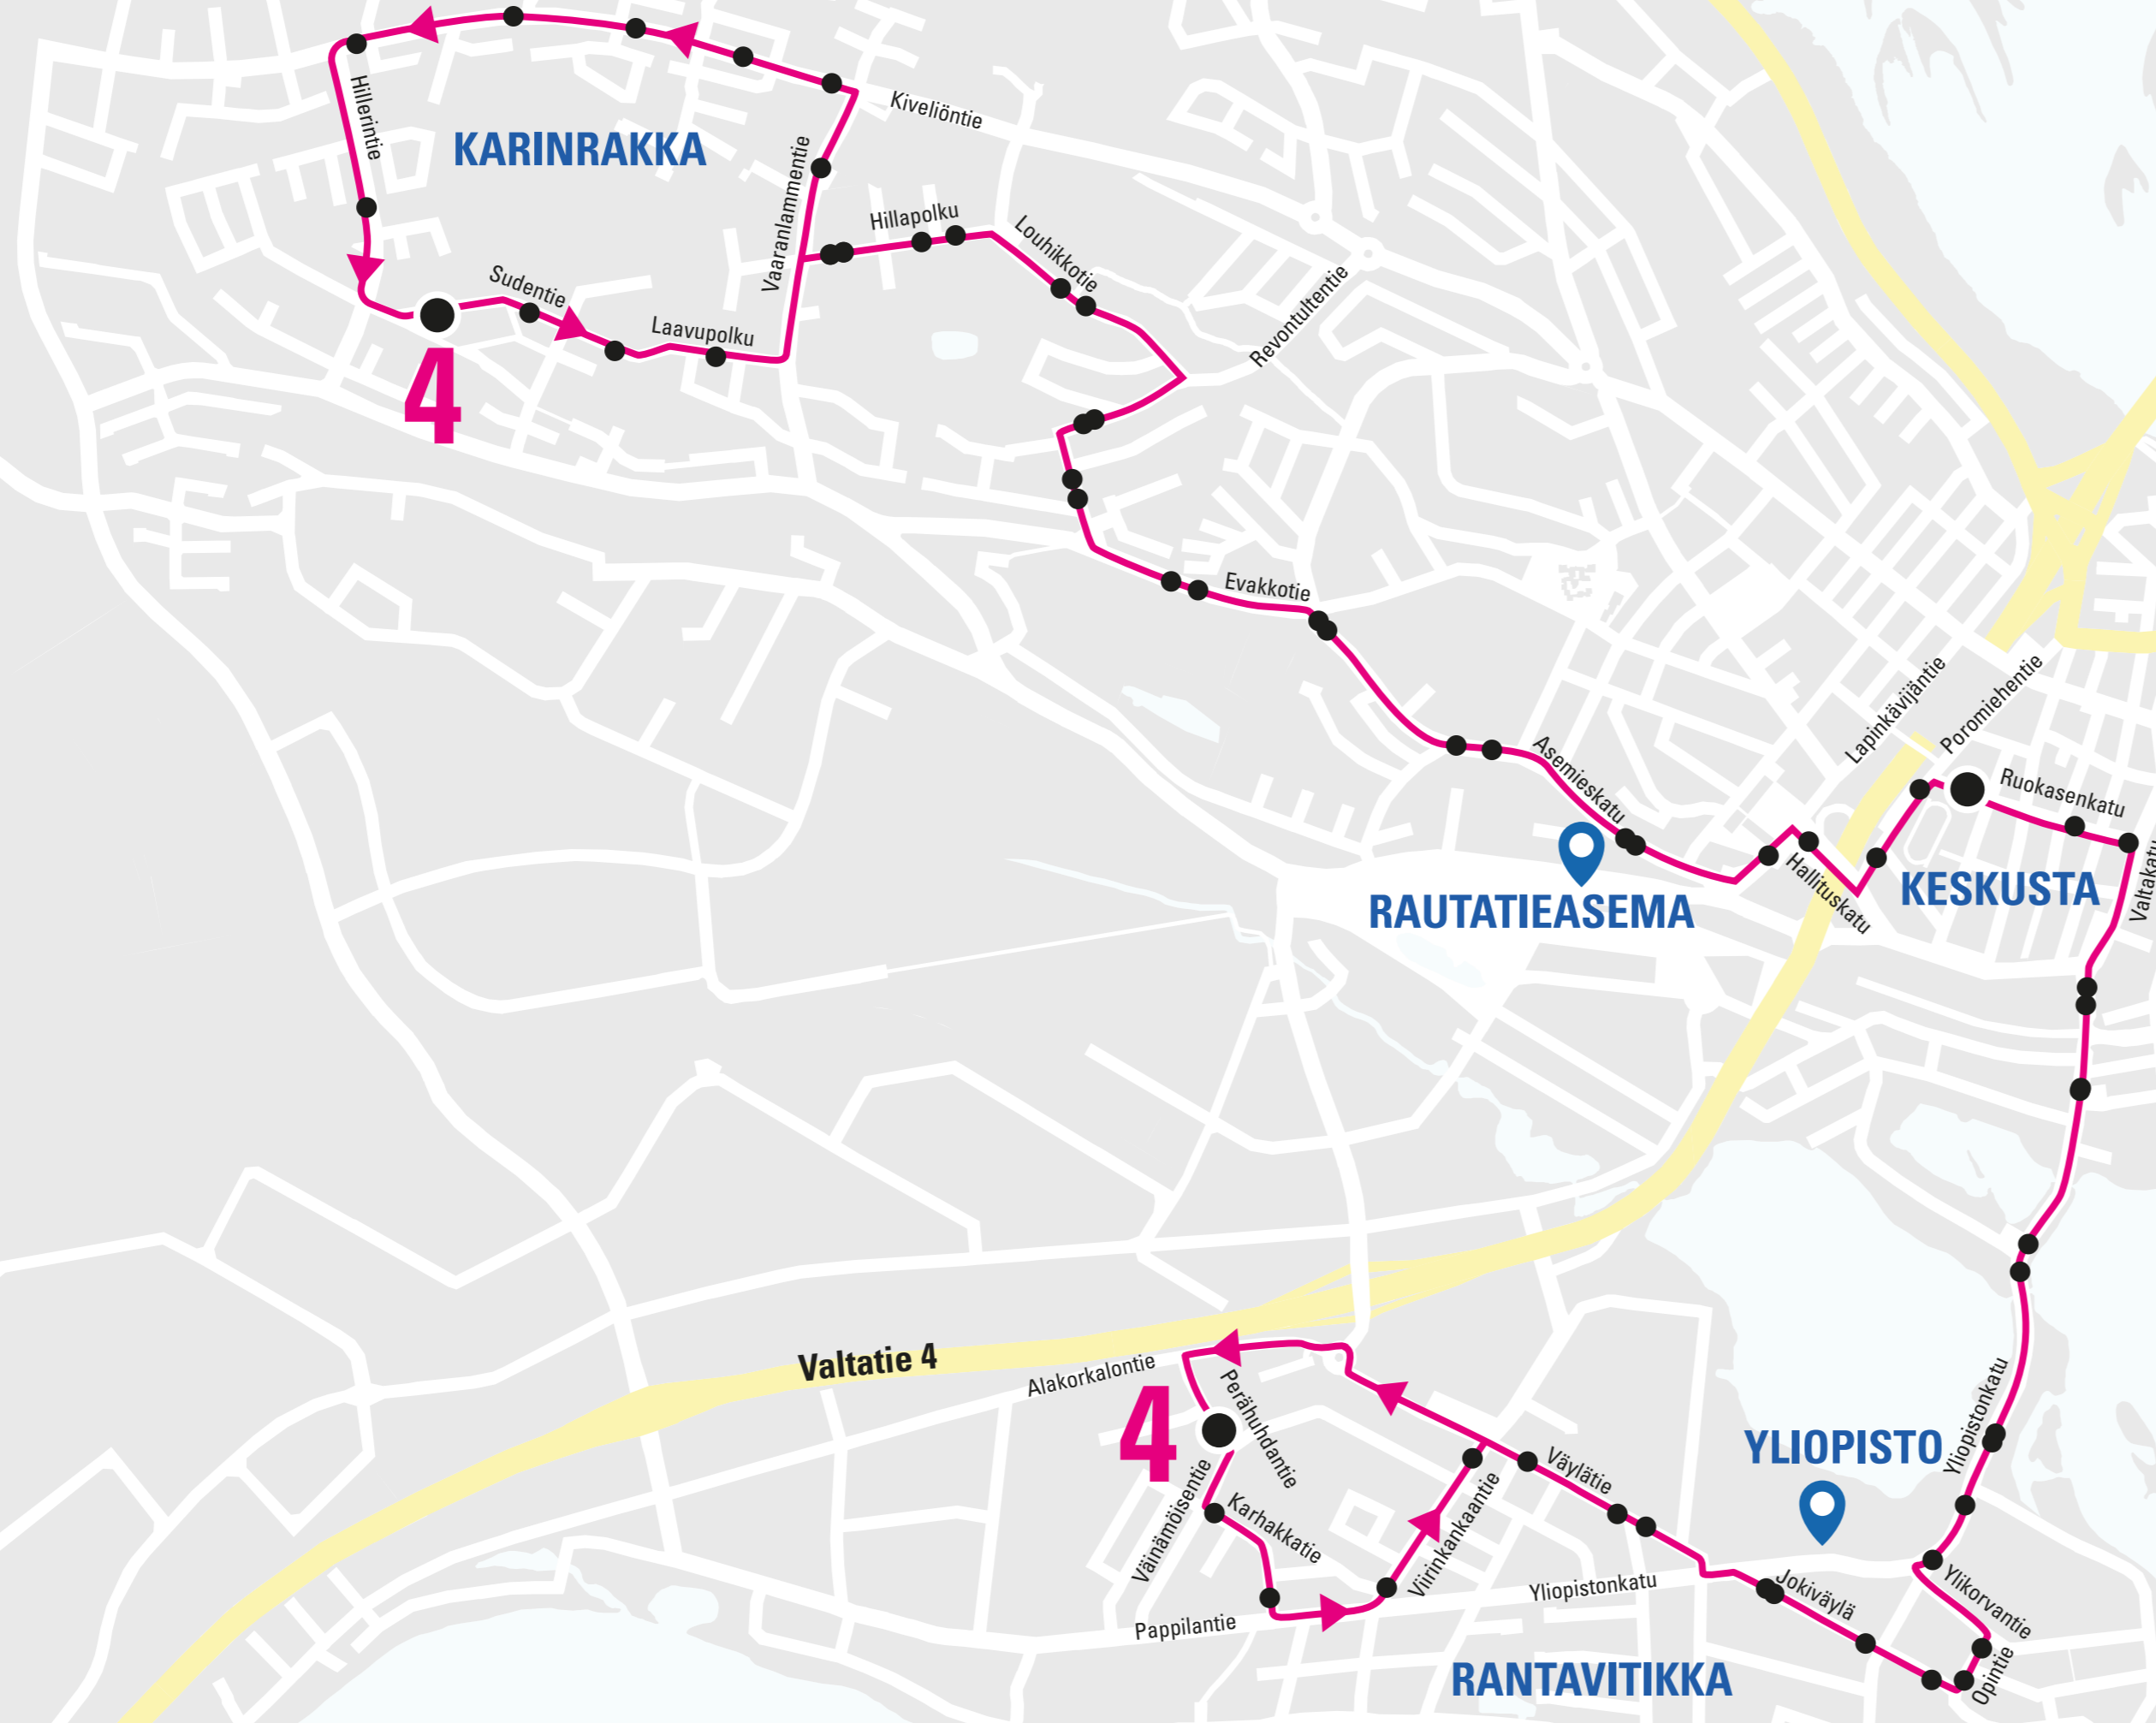 Kiveliöntie
Hillerintie
KARINRAKKA
Vaaranlammentie
Hillapolku
Louhikkotie
Sudentie
Revontultentie
Laavupolku
4
Evakkotie
Lapinkävijäntie
Poromiehentie
Asemieskatu
Ruokasenkatu
Valtakatu
Hallituskatu
KESKUSTA
RAUTATIEASEMA
Valtatie 4
Alakorkalontie
Perähuhdantie
4
Yliopistonkatu
YLIOPISTO
Väylätie
Väinämöisentie
Karhakkatie
Viirinkankaantie
Yliopistonkatu
Jokiväylä
Ylikorvantie
Pappilantie
Opintie
RANTAVITIKKA